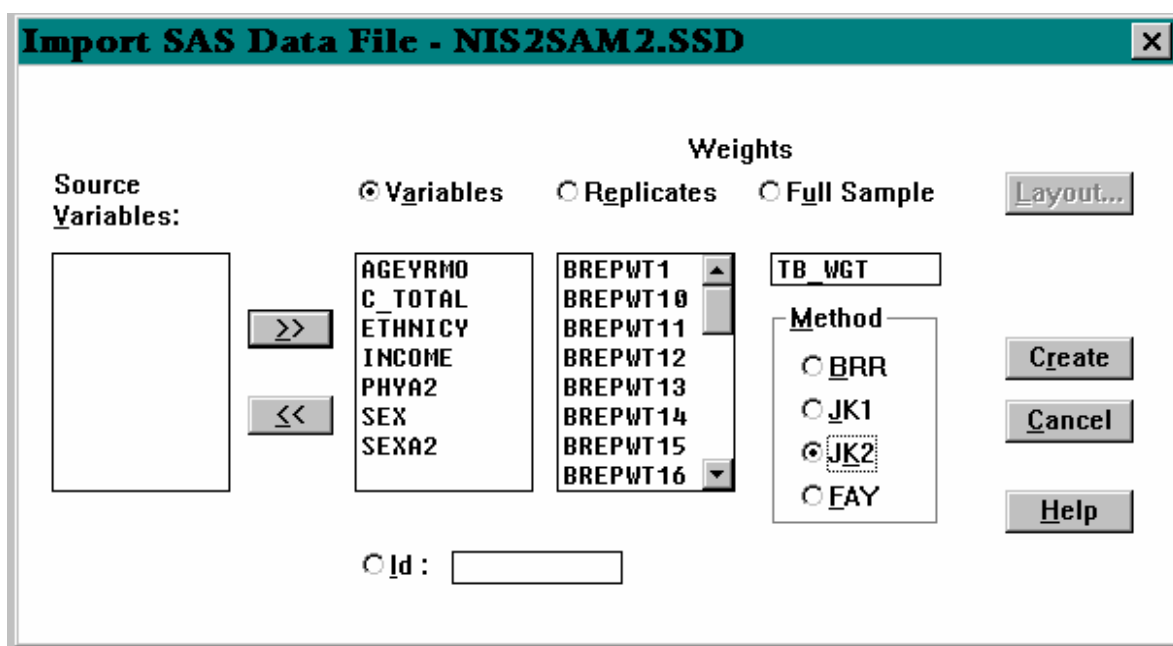 Import SAS Data File - NIS2SAM2.SSD
Weights
Source Variables:
Variables
Replicates
Full Sample
Layout...
AGEYRMO
C_TOTAL
ETHNICY
INCOME
PHYA2
SEX
SEXA2
BREPWT1
BREPWT10
BREPWT11
BREPWT12
BREPWT13
BREPWT14
BREPWT15
BREPWT16
TB_WGT
>>
<<
Method
BRR
JK1
JK2
FAY
Create
Cancel
Help
Id :